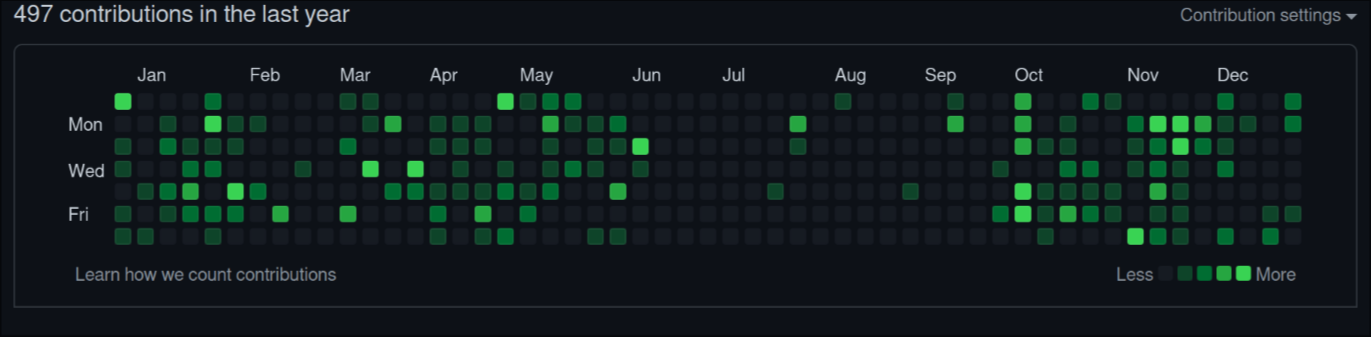 497 contributions in the last year
Contribution settings
Jan Feb Mar Apr May Jun Jul Aug Sep Oct Nov Dec
Mon
Wed
Fri
Learn how we count contributions
Less More